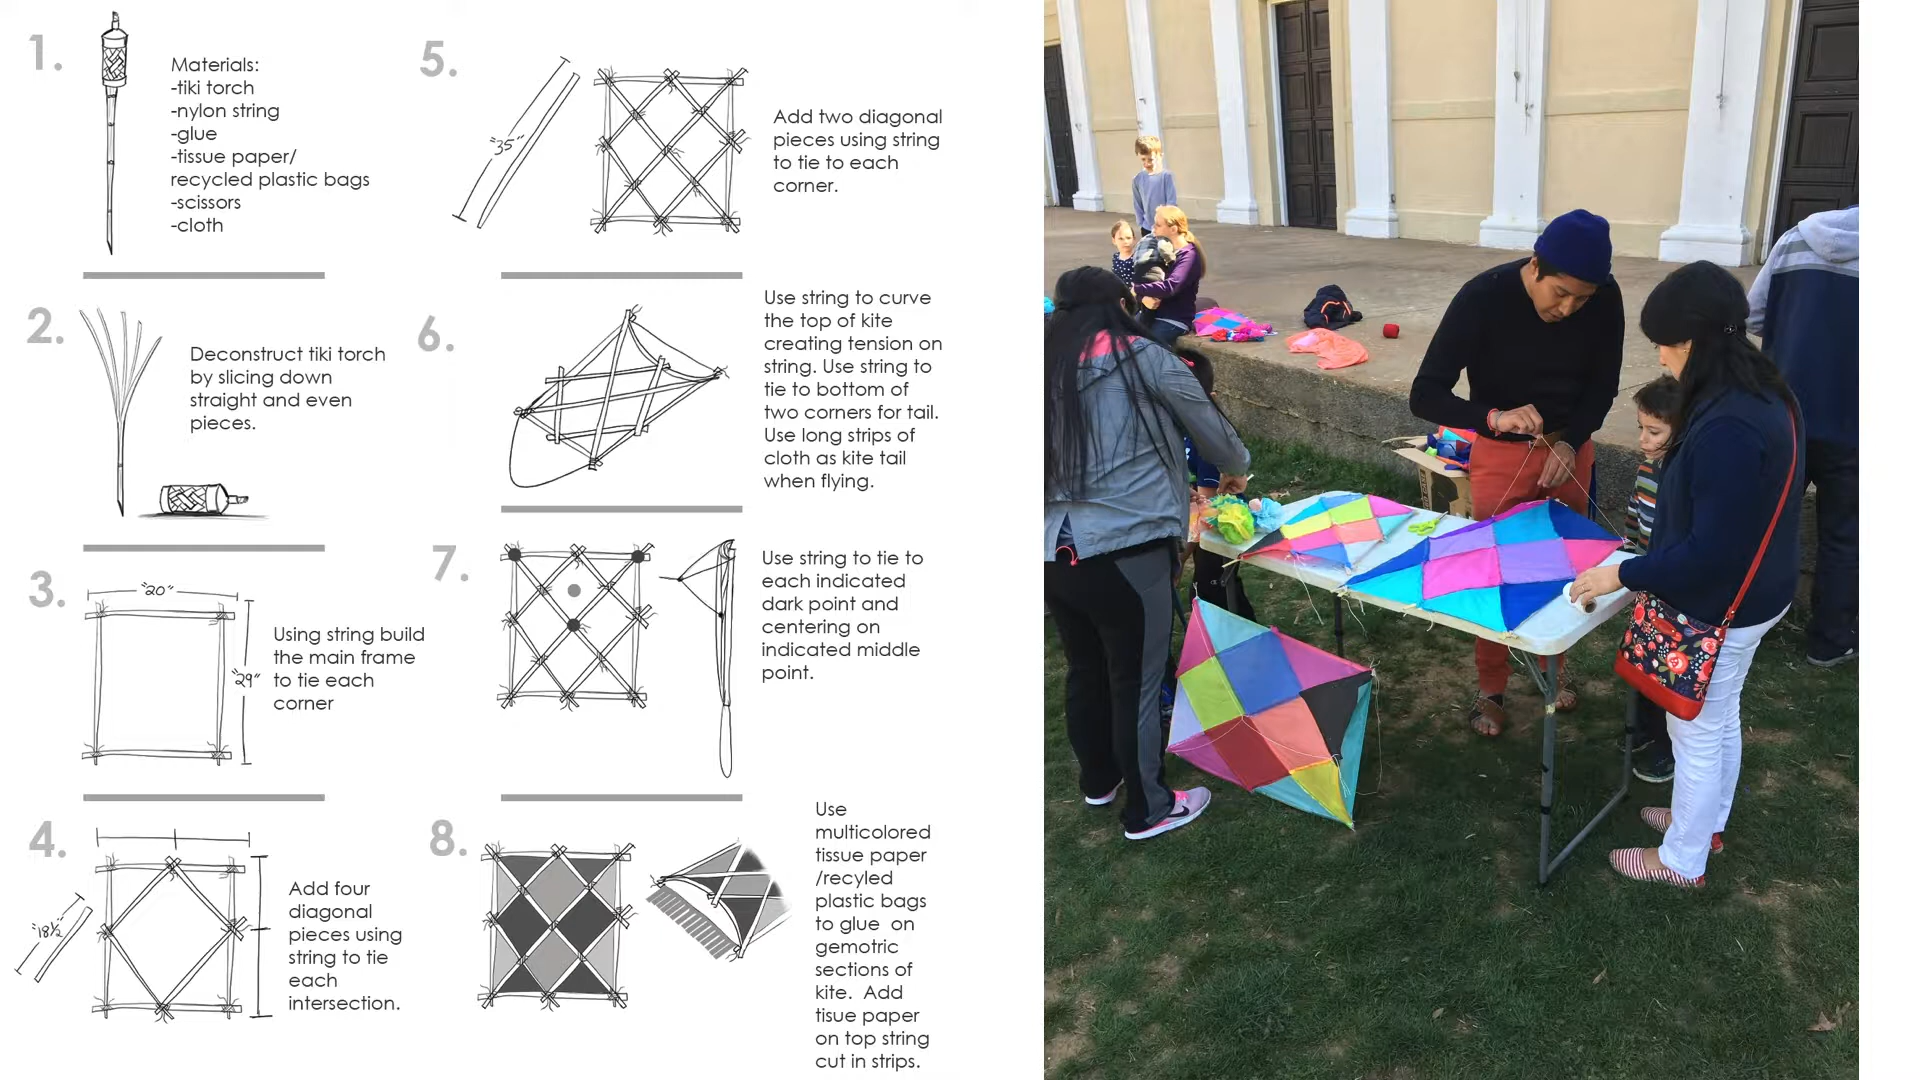 1.
Materials:
-tiki torch
-nylon string
-glue
-tissue paper/
recycled plastic bags
-scissors
-cloth
2.
Deconstruct tiki torch
by slicing down
straight and even
pieces.
3.
"20"
"29"
Using string build
the main frame
to tie each
corner
4.
"18½"
Add four
diagonal
pieces using
string to tie
each
intersection.
5.
"35"
Add two diagonal
pieces using string
to tie to each
corner.
6.
Use string to curve
the top of kite
creating tension on
string. Use string to
tie to bottom of
two corners for tail.
Use long strips of
cloth as kite tail
when flying.
7.
Use string to tie to
each indicated
dark point and
centering on
indicated middle
point.
8.
Use
multicolored
tissue paper
/recyled
plastic bags
to glue on
gemotric
sections of
kite. Add
tisue paper
on top string
cut in strips.